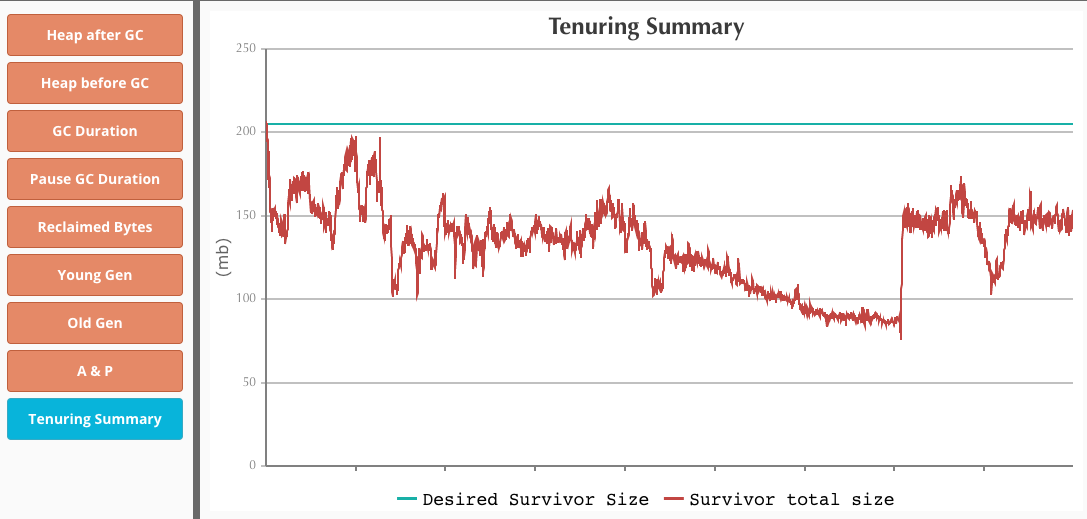 Heap after GC
Heap before GC
GC Duration
Pause GC Duration
Reclaimed Bytes
Young Gen
Old Gen
A & P
Tenuring Summary
Tenuring Summary
250
200
150
100
50
0
(mb)
Desired Survivor Size Survivor total size